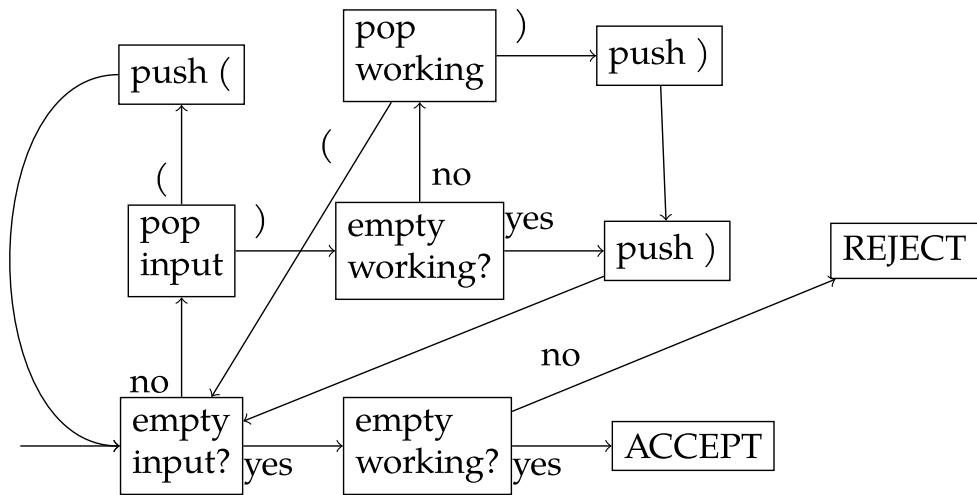 pop
working
)
push )
push (
(
(
no
pop
input
)
empty
working?
yes
push )
REJECT
no
no
empty
input?
yes
empty
working?
yes
ACCEPT